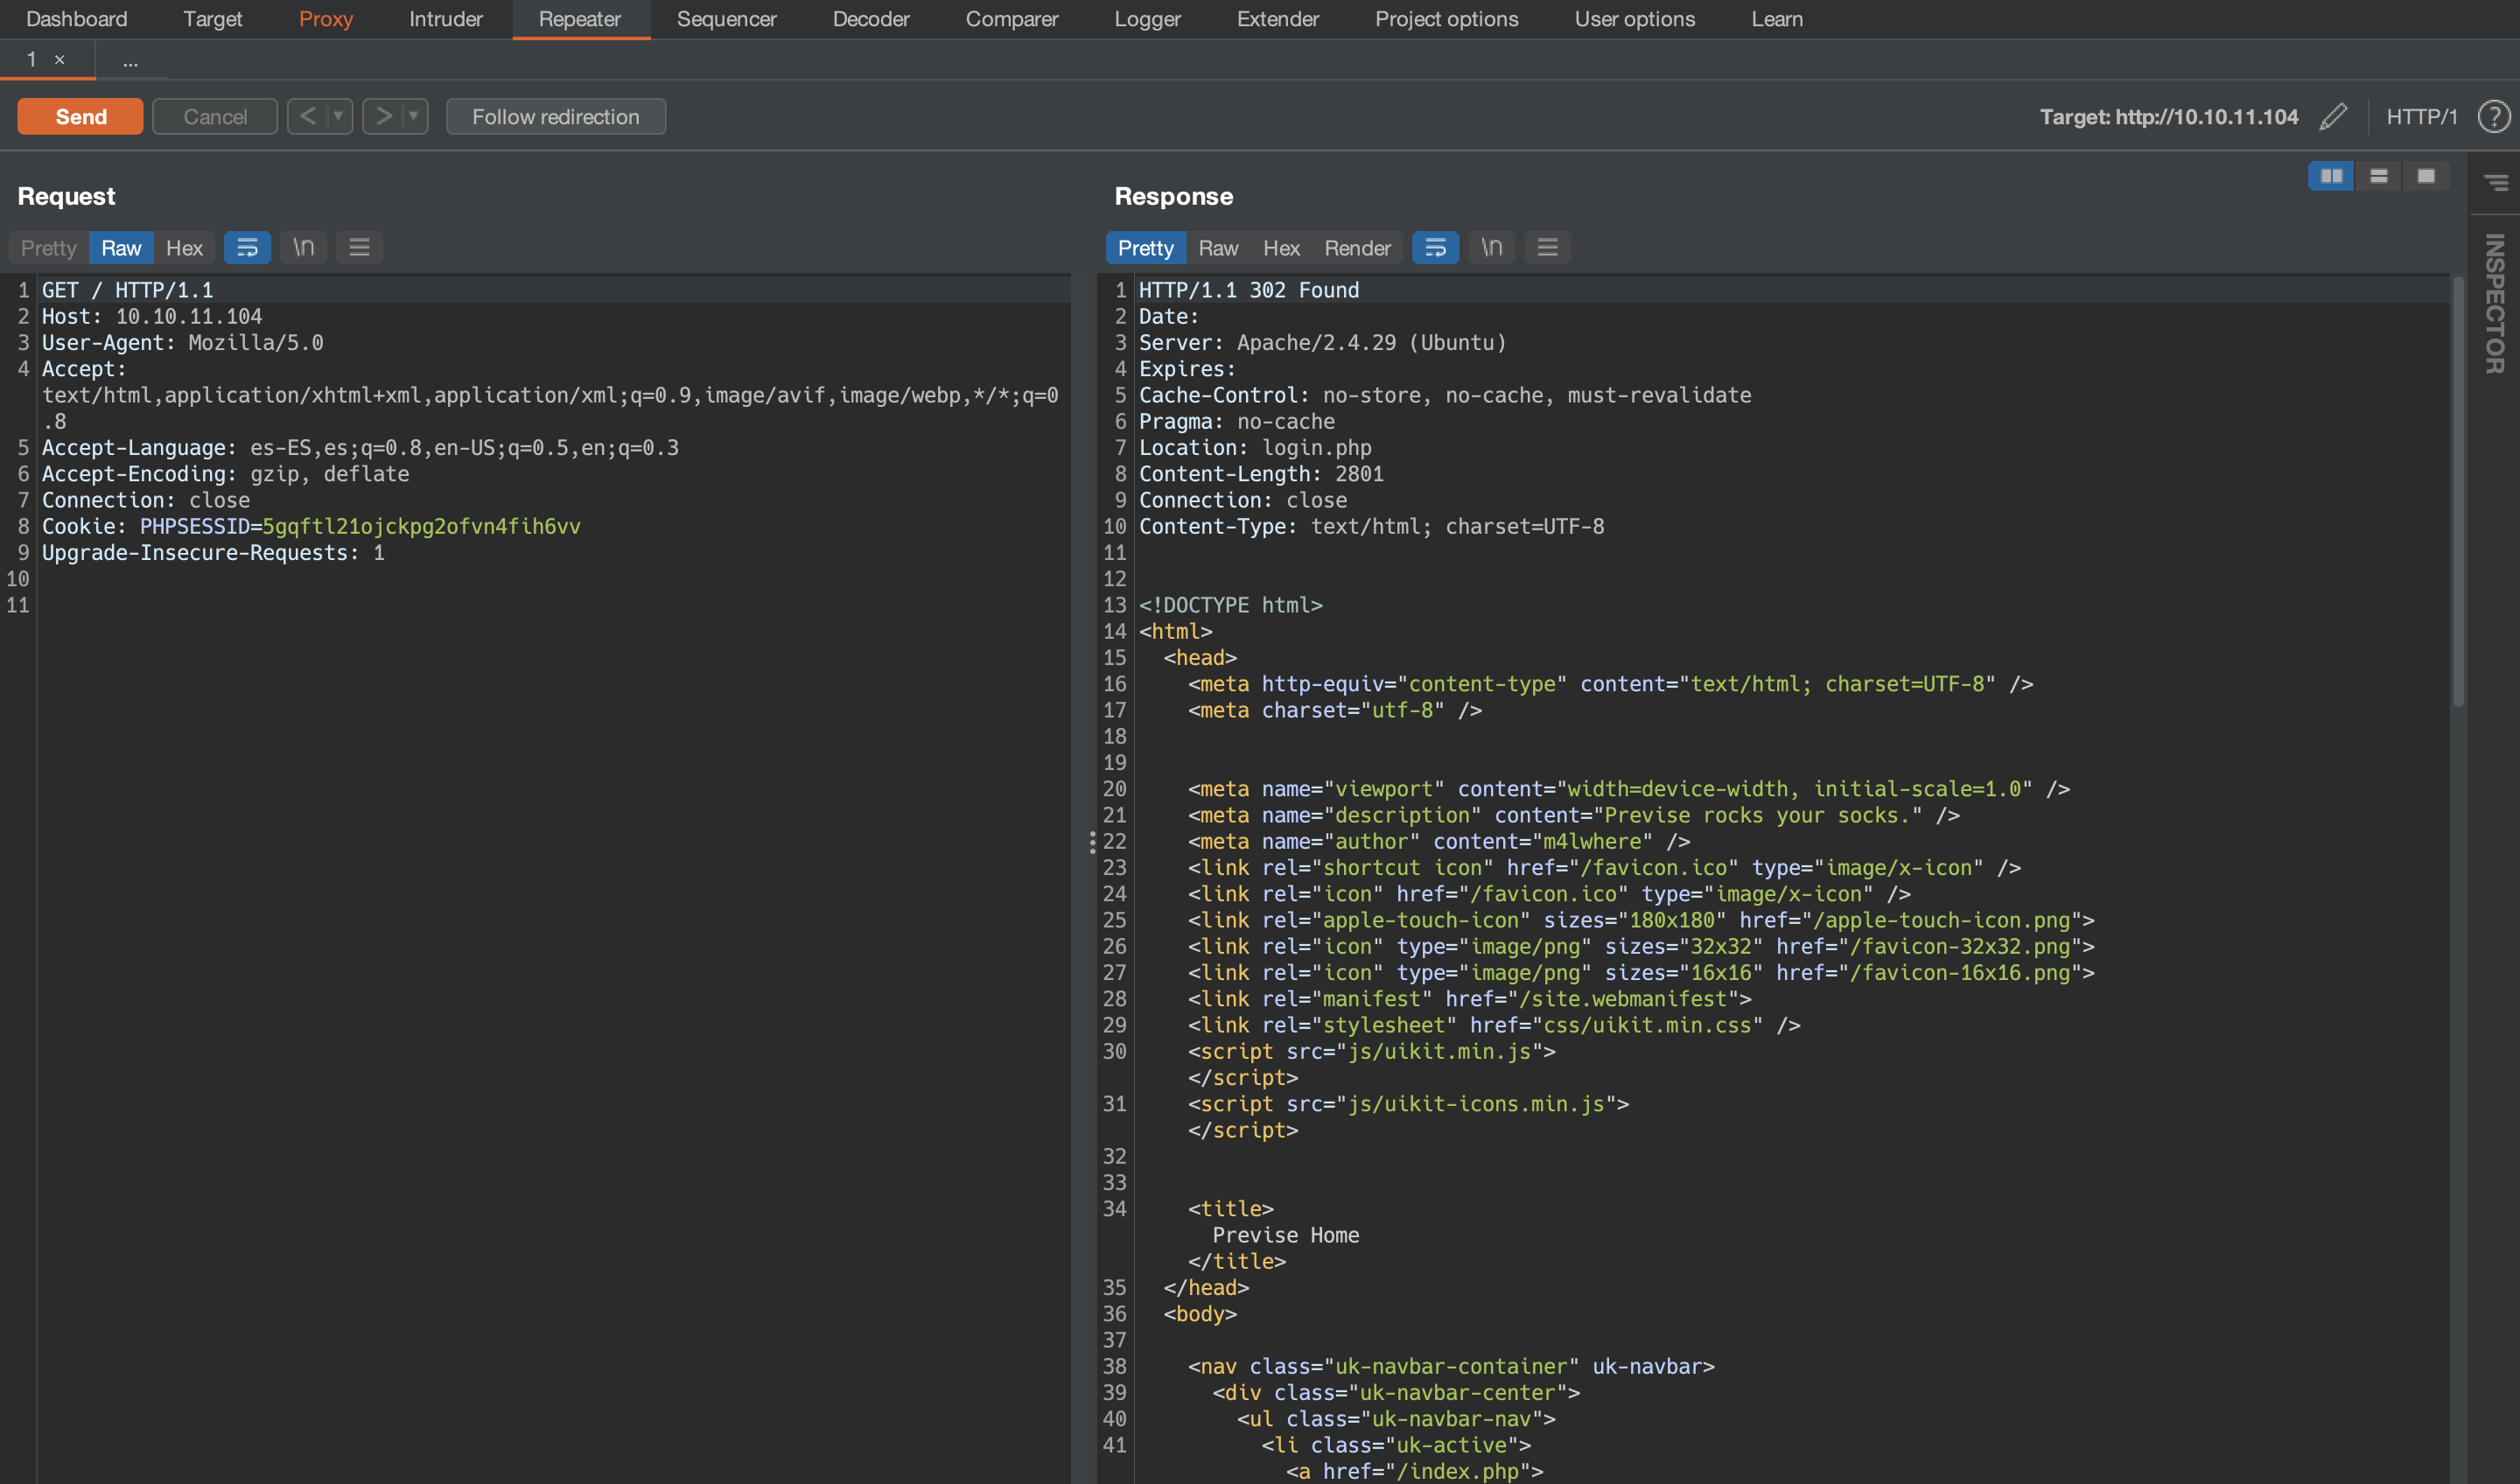 Dashboard Target Proxy Intruder Repeater Sequencer Decoder Comparer Logger Extender Project options User options Learn
1 × ...
Send Cancel < > Follow redirection Target: http://10.10.11.104 HTTP/1 ?
Request
Pretty Raw Hex \n
1 GET / HTTP/1.1
2 Host: 10.10.11.104
3 User-Agent: Mozilla/5.0
4 Accept:
text/html,application/xhtml+xml,application/xml;q=0.9,image/avif,image/webp,*/*;q=0
.8
5 Accept-Language: es-ES,es;q=0.8,en-US;q=0.5,en;q=0.3
6 Accept-Encoding: gzip, deflate
7 Connection: close
8 Cookie: PHPSESSID=5gqftl21ojckpg2ofvn4fih6vv
9 Upgrade-Insecure-Requests: 1
10
11
Response
Pretty Raw Hex Render \n
1 HTTP/1.1 302 Found
2 Date:
3 Server: Apache/2.4.29 (Ubuntu)
4 Expires:
5 Cache-Control: no-store, no-cache, must-revalidate
6 Pragma: no-cache
7 Location: login.php
8 Content-Length: 2801
9 Connection: close
10 Content-Type: text/html; charset=UTF-8
11
12
13 <!DOCTYPE html>
14 <html>
15 <head>
16 <meta http-equiv="content-type" content="text/html; charset=UTF-8" />
17 <meta charset="utf-8" />
18
19
20 <meta name="viewport" content="width=device-width, initial-scale=1.0" />
21 <meta name="description" content="Previse rocks your socks." />
22 <meta name="author" content="m4lwhere" />
23 <link rel="shortcut icon" href="/favicon.ico" type="image/x-icon" />
24 <link rel="icon" href="/favicon.ico" type="image/x-icon" />
25 <link rel="apple-touch-icon" sizes="180x180" href="/apple-touch-icon.png">
26 <link rel="icon" type="image/png" sizes="32x32" href="/favicon-32x32.png">
27 <link rel="icon" type="image/png" sizes="16x16" href="/favicon-16x16.png">
28 <link rel="manifest" href="/site.webmanifest">
29 <link rel="stylesheet" href="css/uikit.min.css" />
30 <script src="js/uikit.min.js">
</script>
31 <script src="js/uikit-icons.min.js">
</script>
32
33
34 <title>
Previse Home
</title>
35 </head>
36 <body>
37
38 <nav class="uk-navbar-container" uk-navbar>
39 <div class="uk-navbar-center">
40 <ul class="uk-navbar-nav">
41 <li class="uk-active">
<a href="/index.php">
INSPECTOR